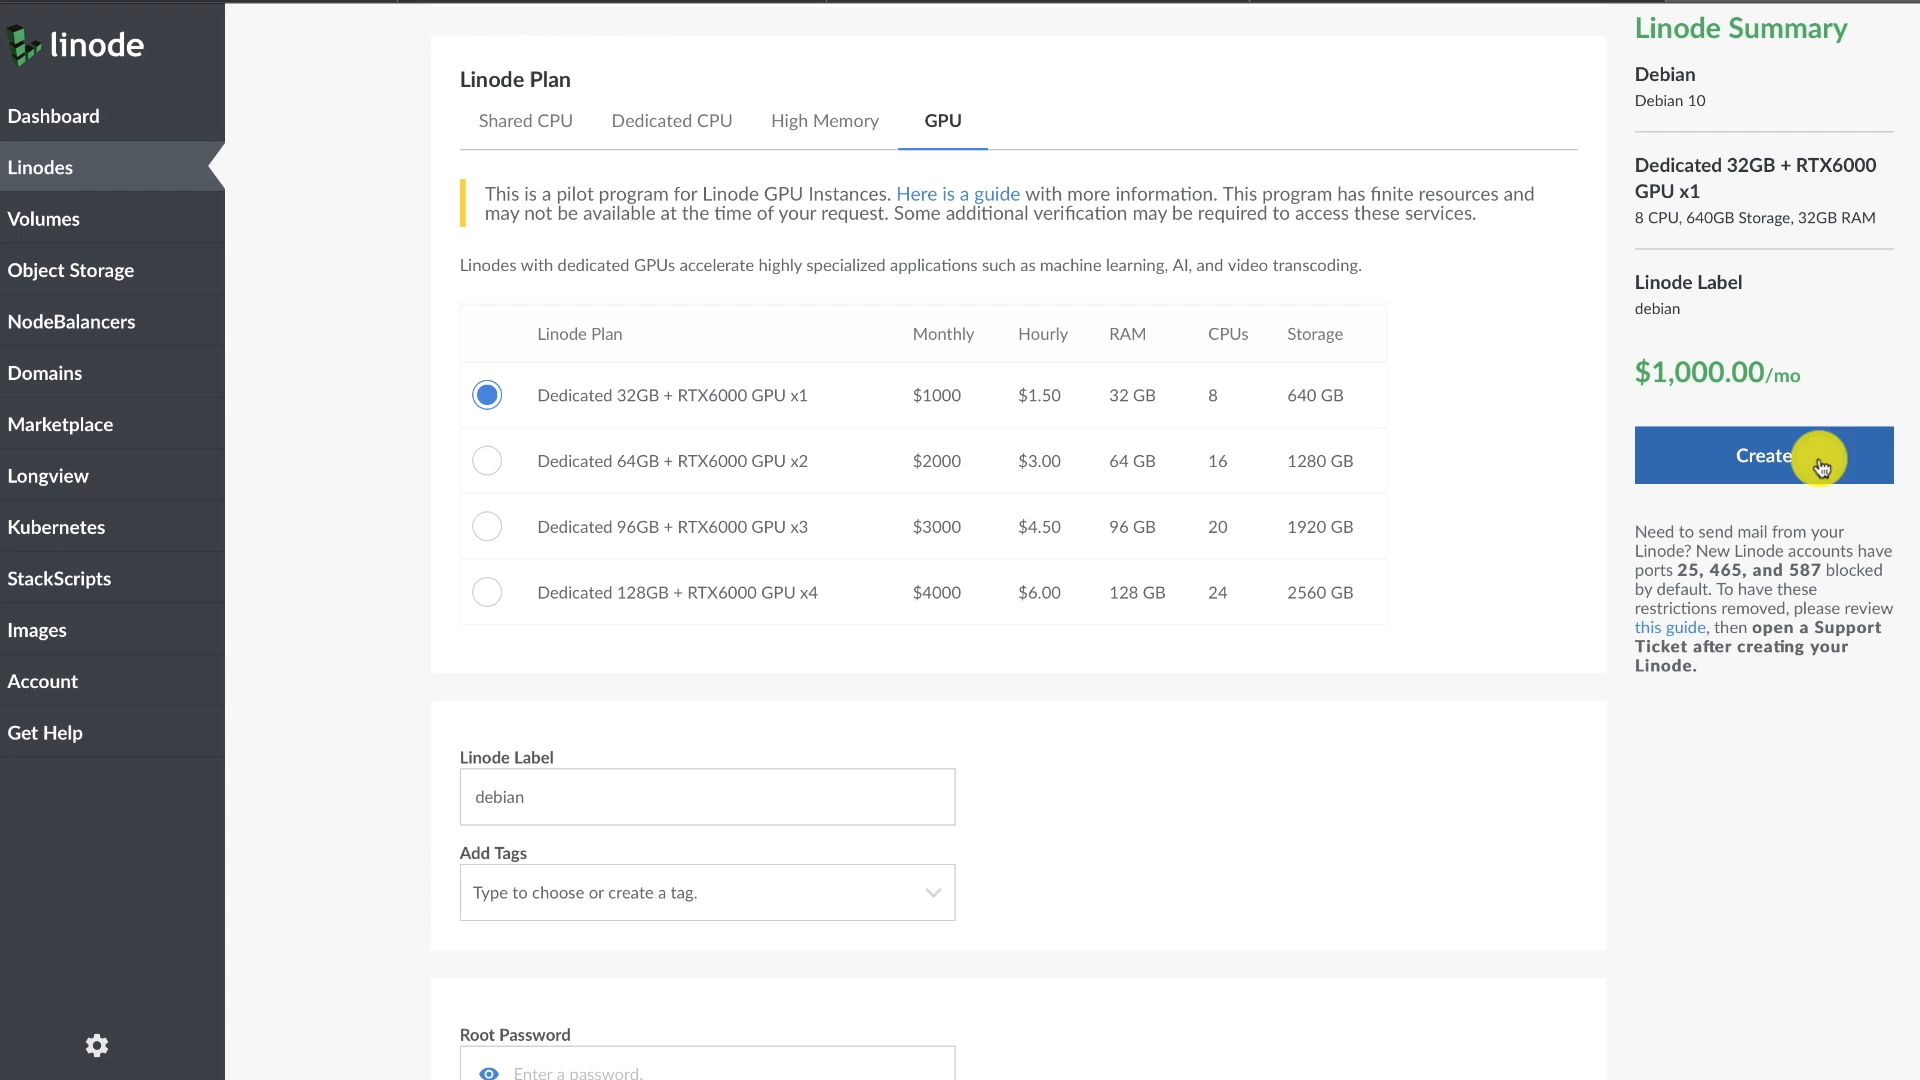 linode
Dashboard
Linodes
Volumes
Object Storage
NodeBalancers
Domains
Marketplace
Longview
Kubernetes
StackScripts
Images
Account
Get Help
Linode Plan
Shared CPU Dedicated CPU High Memory GPU
This is a pilot program for Linode GPU Instances. Here is a guide with more information. This program has finite resources and
may not be available at the time of your request. Some additional verification may be required to access these services.
Linodes with dedicated GPUs accelerate highly specialized applications such as machine learning, AI, and video transcoding.
Linode Plan Monthly Hourly RAM CPUs Storage
Dedicated 32GB + RTX6000 GPU x1 $1000 $1.50 32 GB 8 640 GB
Dedicated 64GB + RTX6000 GPU x2 $2000 $3.00 64 GB 16 1280 GB
Dedicated 96GB + RTX6000 GPU x3 $3000 $4.50 96 GB 20 1920 GB
Dedicated 128GB + RTX6000 GPU x4 $4000 $6.00 128 GB 24 2560 GB
Linode Label
debian
Add Tags
Type to choose or create a tag.
Root Password
Enter a password.
Linode Summary
Debian
Debian 10
Dedicated 32GB + RTX6000
GPU x1
8 CPU, 640GB Storage, 32GB RAM
Linode Label
debian
$1,000.00/mo
Create
Need to send mail from your
Linode? New Linode accounts have
ports 25, 465, and 587 blocked
by default. To have these
restrictions removed, please review
this guide, then open a Support
Ticket after creating your
Linode.